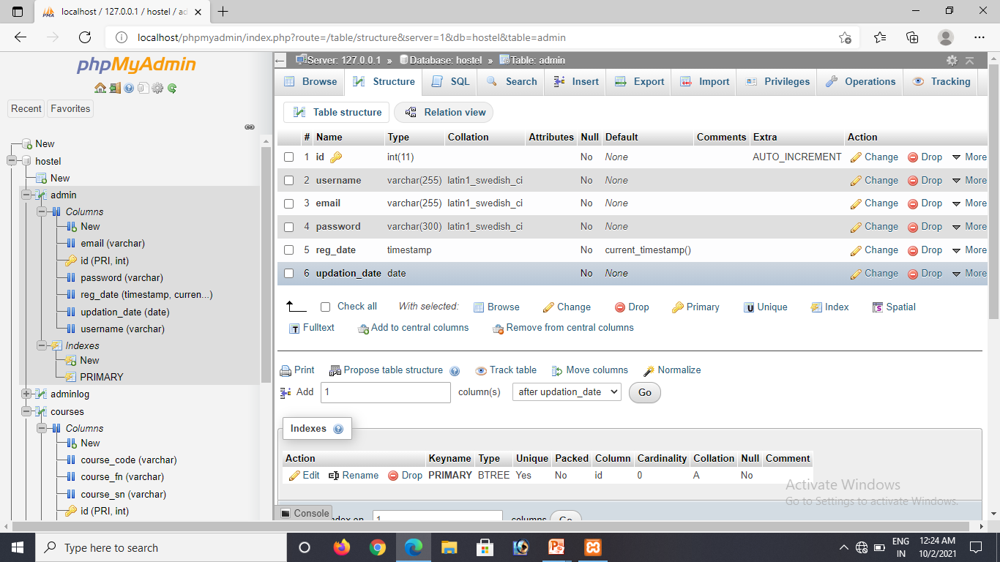 localhost / 127.0.0.1 / hostel / ad
localhost/phpmyadmin/index.php?route=/table/structure&server=1&db=hostel&table=admin
phpMyAdmin
Recent Favorites
New
hostel
New
admin
Columns
New
email (varchar)
id (PRI, int)
password (varchar)
reg_date (timestamp, curren...)
updation_date (date)
username (varchar)
Indexes
New
PRIMARY
adminlog
courses
Columns
New
course_code (varchar)
course_fn (varchar)
course_sn (varchar)
id (PRI, int)
Server: 127.0.0.1 » Database: hostel » Table: admin
Browse Structure SQL Search Insert Export Import Privileges Operations Tracking
Table structure Relation view
# Name Type Collation Attributes Null Default Comments Extra Action
1 id int(11) No None AUTO_INCREMENT Change Drop More
2 username varchar(255) latin1_swedish_ci No None Change Drop More
3 email varchar(255) latin1_swedish_ci No None Change Drop More
4 password varchar(300) latin1_swedish_ci No None Change Drop More
5 reg_date timestamp No current_timestamp() Change Drop More
6 updation_date date No None Change Drop More
Check all With selected: Browse Change Drop Primary Unique Index Spatial
Fulltext Add to central columns Remove from central columns
Print Propose table structure Track table Move columns Normalize
Add 1 column(s) after updation_date Go
Indexes
Action Keyname Type Unique Packed Column Cardinality Collation Null Comment
Edit Rename Drop PRIMARY BTREE Yes No id 0 A No
Activate Windows
Go to Settings to activate Windows.
Console
1 columns Go
Type here to search
ENG 12:24 AM
IN 10/2/2021